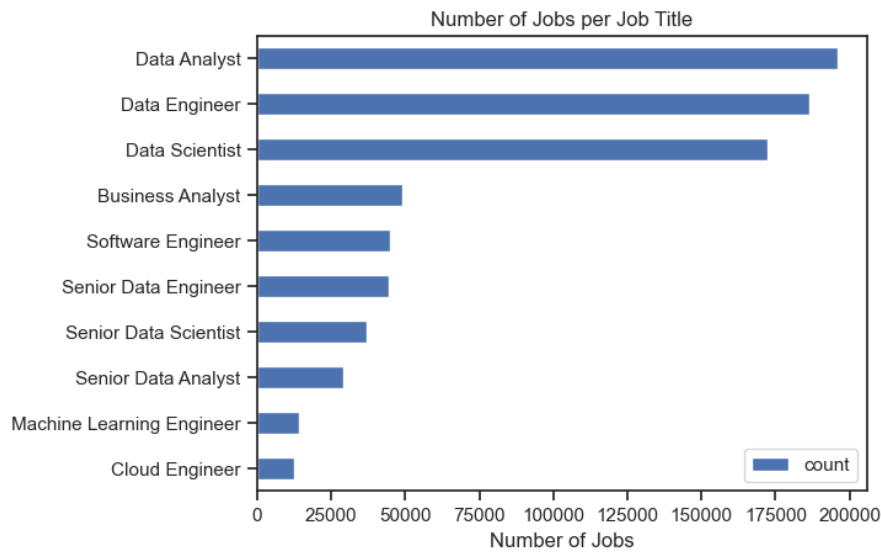 Number of Jobs per Job Title
Data Analyst
Data Engineer
Data Scientist
Business Analyst
Software Engineer
Senior Data Engineer
Senior Data Scientist
Senior Data Analyst
Machine Learning Engineer
Cloud Engineer
count
0 25000 50000 75000 100000 125000 150000 175000 200000
Number of Jobs